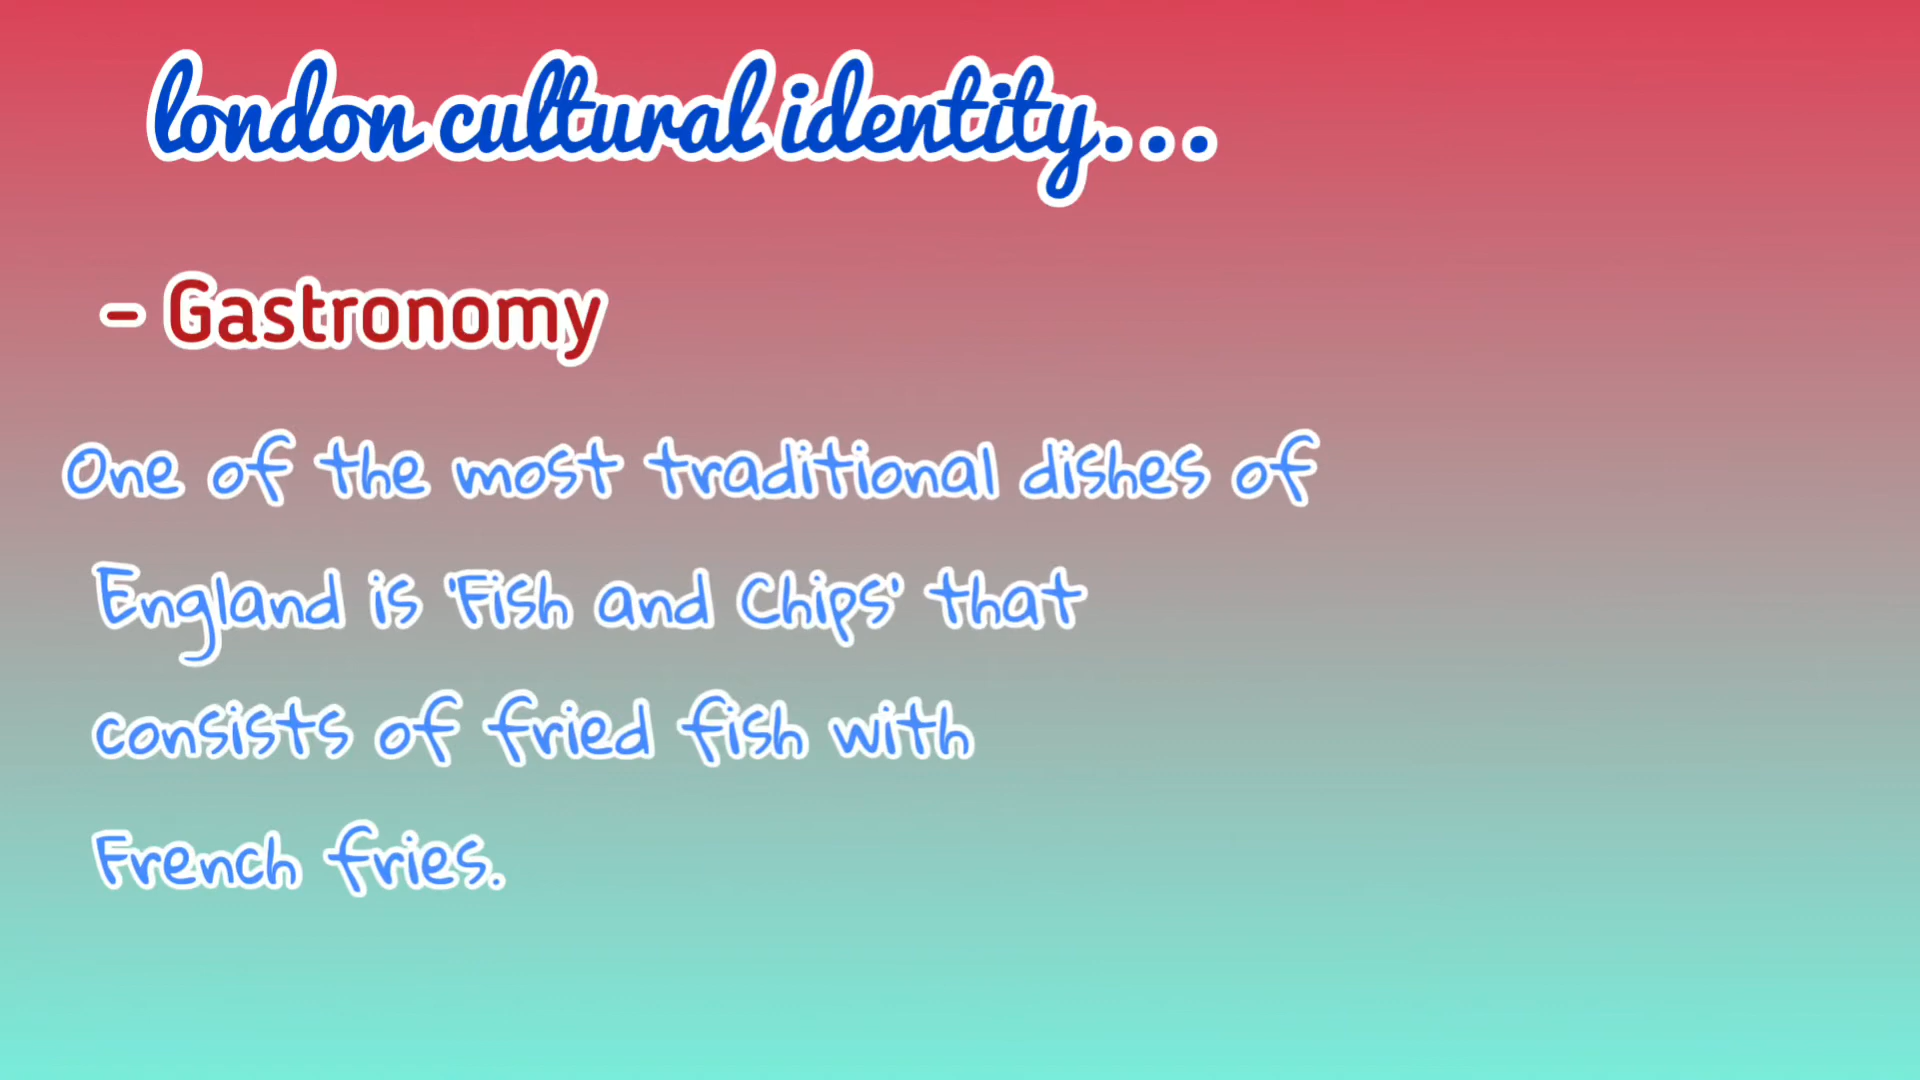 london cultural identity...
- Gastronomy
One of the most traditional dishes of
England is 'Fish and Chips' that
consists of fried fish with
French fries.